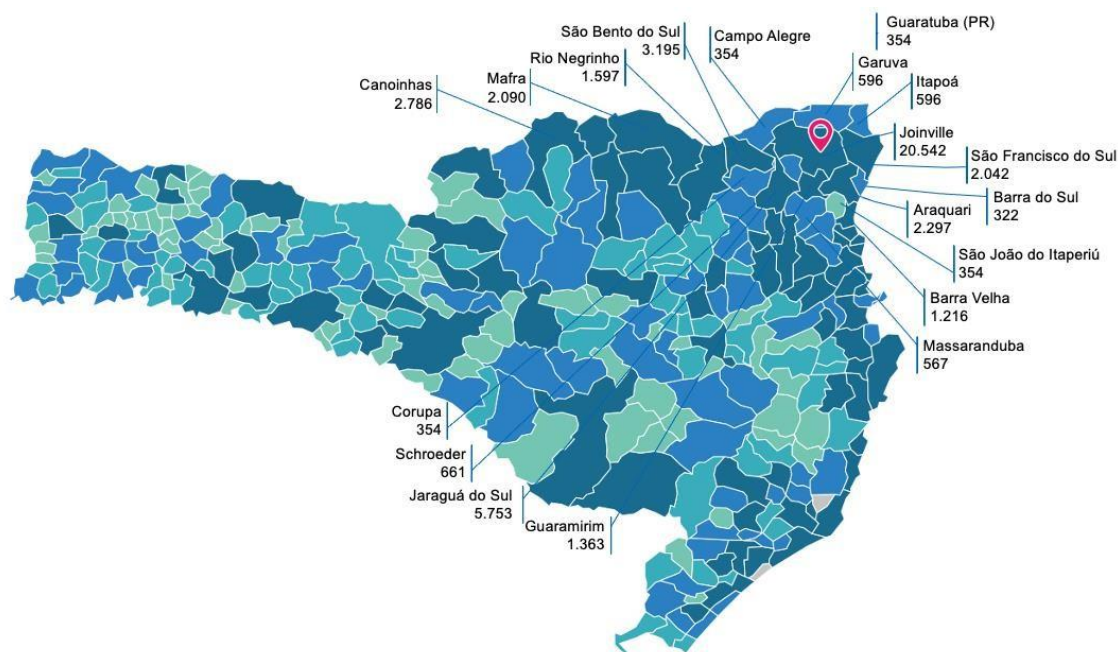 Guaratuba (PR)
354
São Bento do Sul
3.195
Campo Alegre
354
Rio Negrinho
1.597
Garuva
596
Mafra
2.090
Canoinhas
2.786
Itapoá
596
Joinville
20.542
São Francisco do Sul
2.042
Barra do Sul
322
Araquari
2.297
São João do Itaperiú
354
Barra Velha
1.216
Massaranduba
567
Corupa
354
Schroeder
661
Jaraguá do Sul
5.753
Guaramirim
1.363